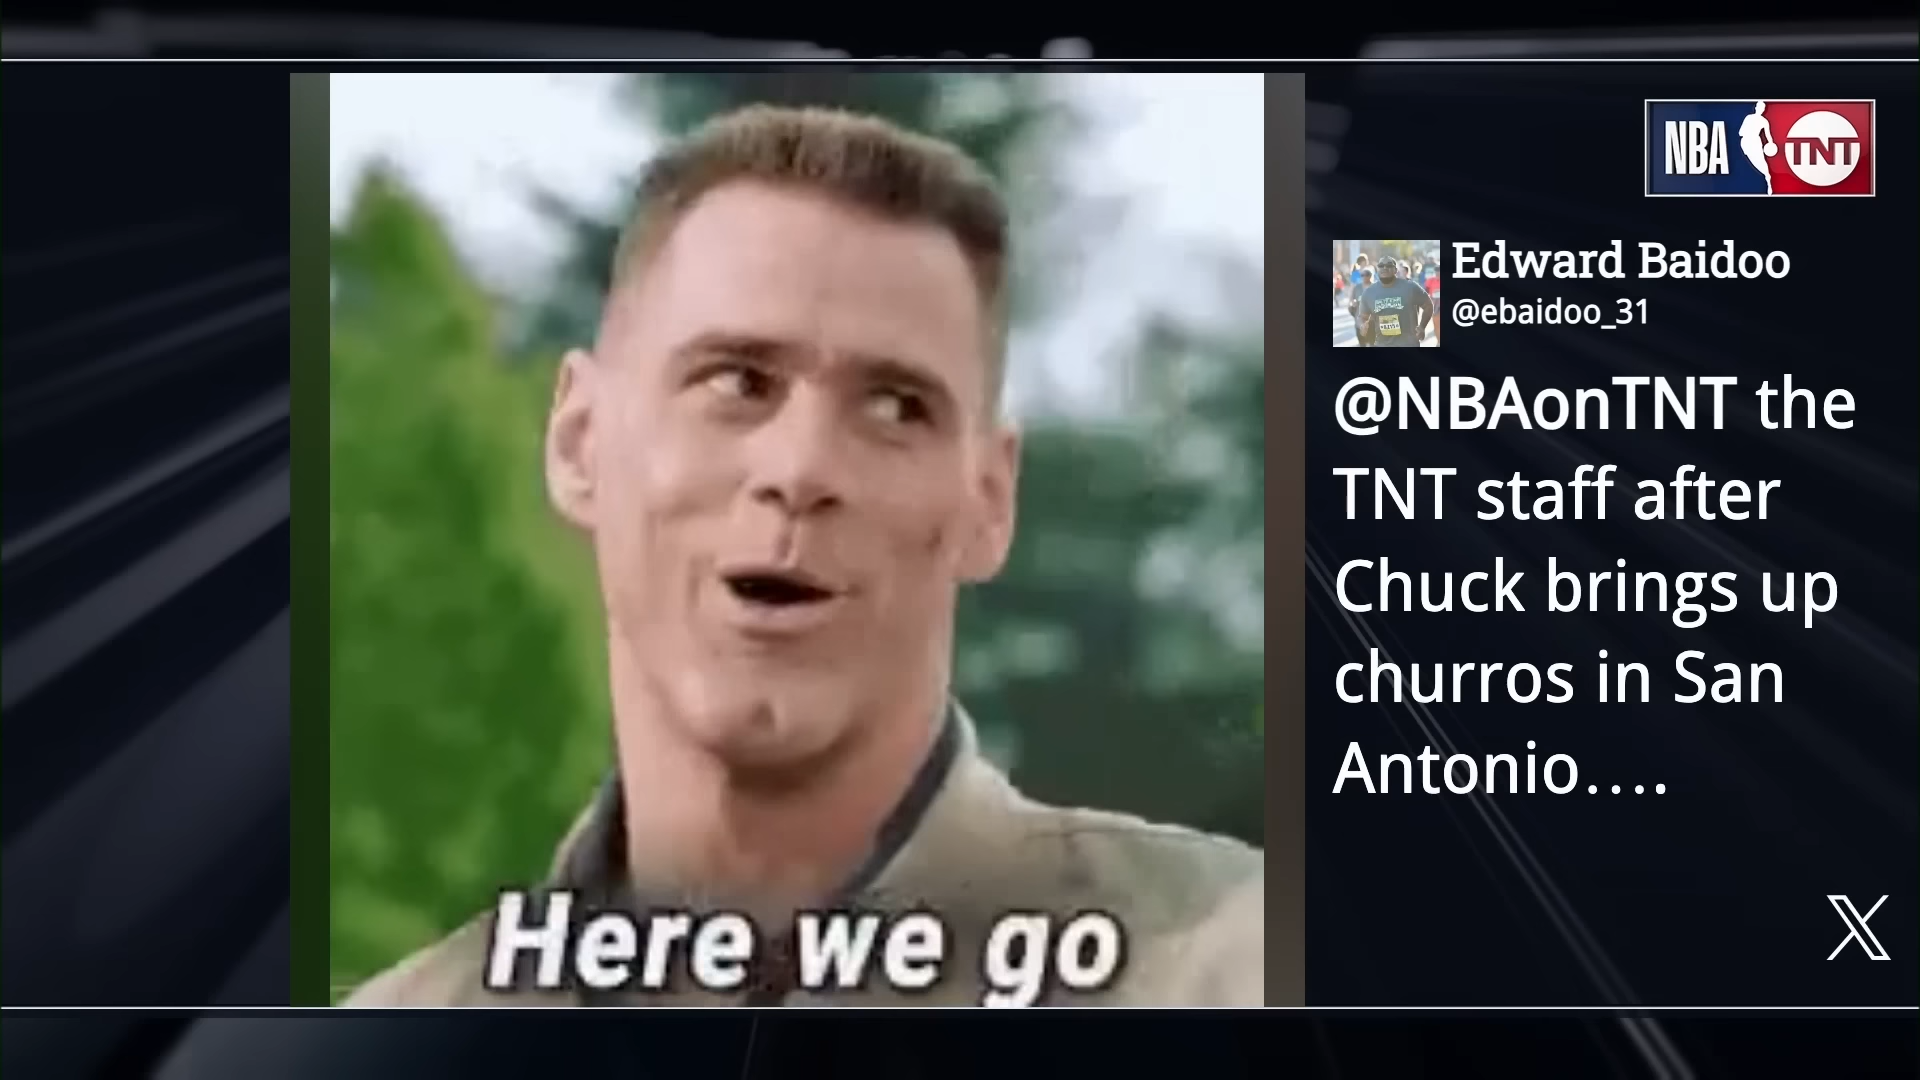 NBA TNT
Edward Baidoo
@ebaidoo_31
@NBAonTNT the
TNT staff after
Chuck brings up
churros in San
Antonio....
Here we go
X